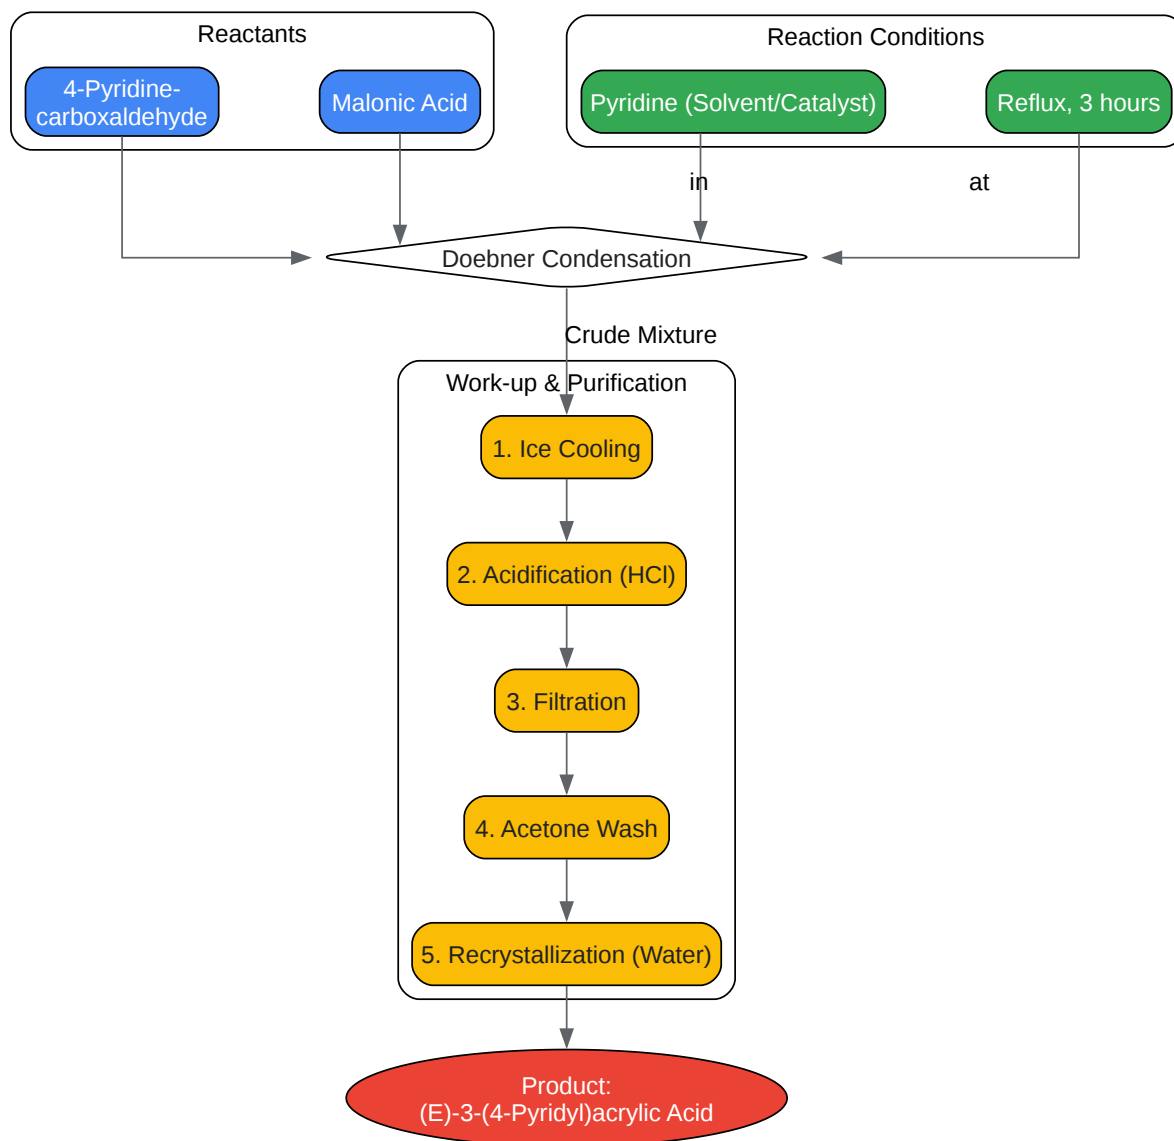 Reactants
Reaction Conditions
4-Pyridine-
carboxaldehyde
Malonic Acid
Pyridine (Solvent/Catalyst)
Reflux, 3 hours
in
at
Doebner Condensation
Crude Mixture
Work-up & Purification
1. Ice Cooling
2. Acidification (HCl)
3. Filtration
4. Acetone Wash
5. Recrystallization (Water)
Product:
(E)-3-(4-Pyridyl)acrylic Acid